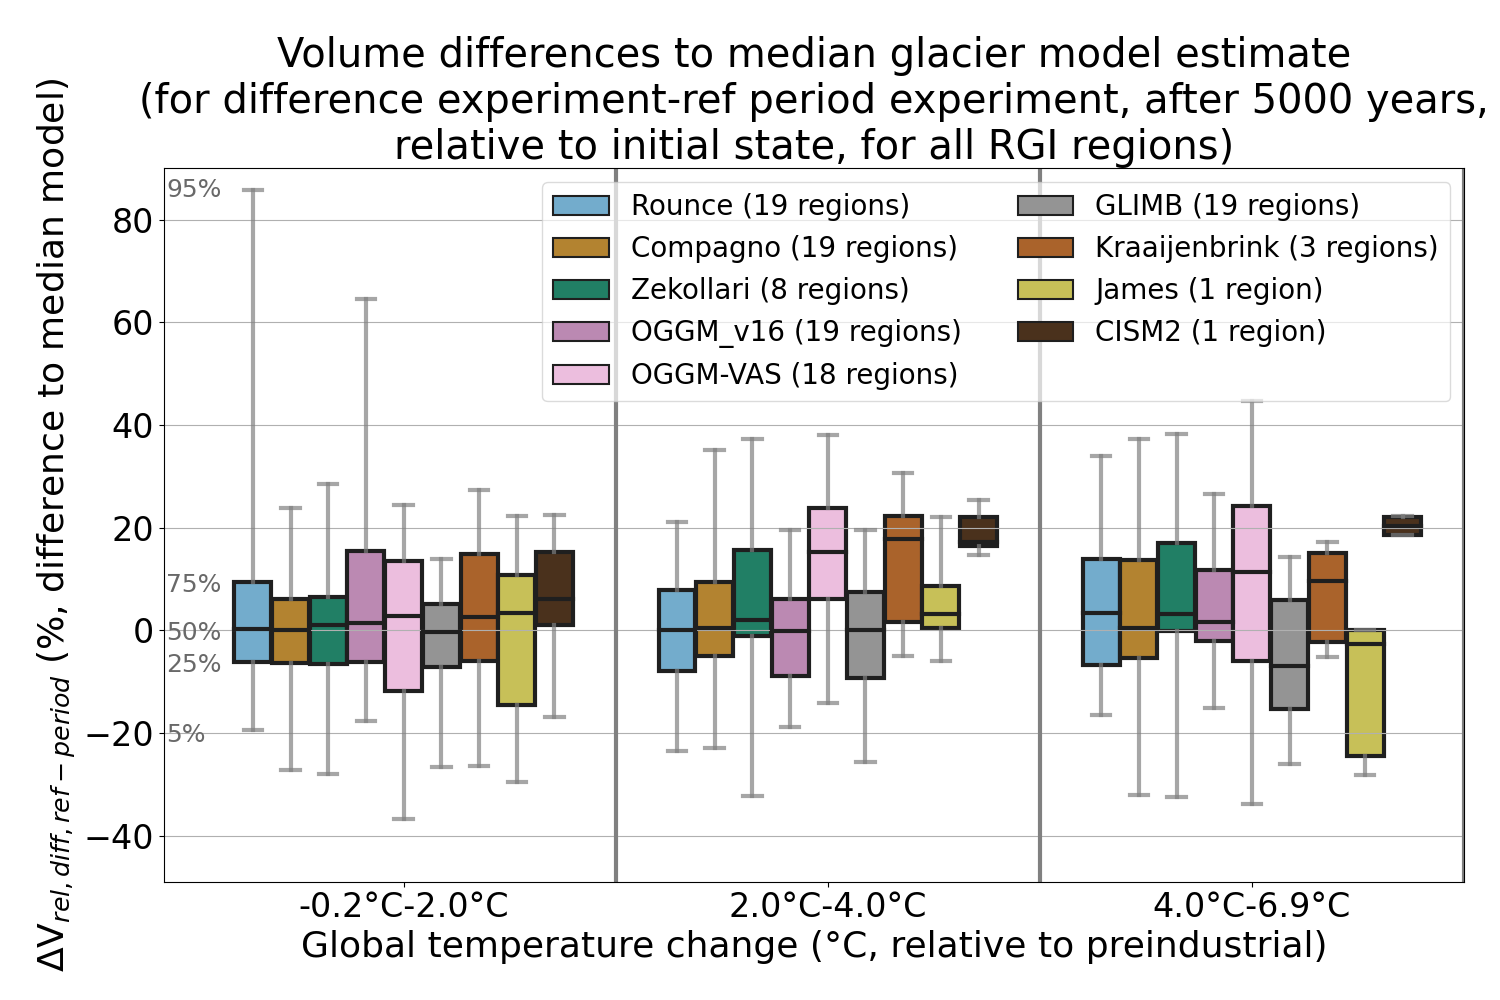 Volume differences to median glacier model estimate
(for difference experiment-ref period experiment, after 5000 years,
relative to initial state, for all RGI regions)
ΔV_{rel, diff, ref − period} (%, difference to median model)
80
60
40
20
0
−20
−40
95%
75%
50%
25%
5%
Rounce (19 regions)
Compagno (19 regions)
Zekollari (8 regions)
OGGM_v16 (19 regions)
OGGM-VAS (18 regions)
GLIMB (19 regions)
Kraaijenbrink (3 regions)
James (1 region)
CISM2 (1 region)
-0.2°C-2.0°C
2.0°C-4.0°C
4.0°C-6.9°C
Global temperature change (°C, relative to preindustrial)